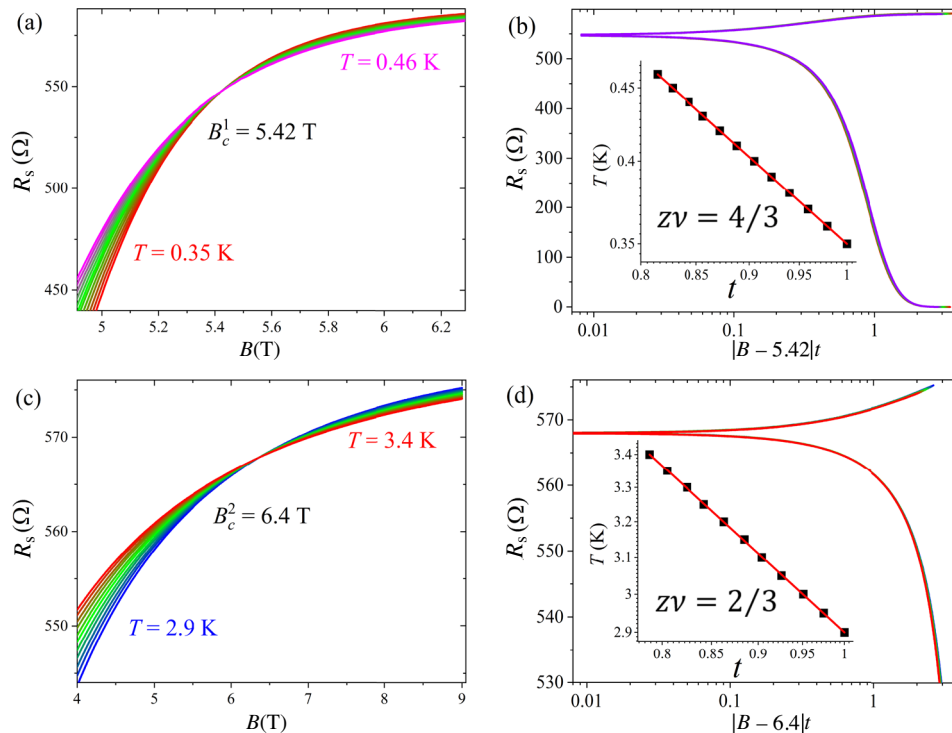 (a)
T = 0.46 K
B_c^1 = 5.42 T
T = 0.35 K
R_s (Ω)
550
500
450
5
5.2
5.4
5.6
5.8
6
6.2
B(T)
(b)
R_s (Ω)
500
400
300
200
100
0
0.01
0.1
1
|B − 5.42|t
T (K)
0.45
0.4
0.35
zν = 4/3
0.8
0.85
0.9
0.95
1
t
(c)
T = 3.4 K
B_c^2 = 6.4 T
T = 2.9 K
R_s (Ω)
570
560
550
4
5
6
7
8
9
B(T)
(d)
R_s (Ω)
570
560
550
540
530
0.01
0.1
1
|B − 6.4|t
T (K)
3.4
3.3
3.2
3.1
3
2.9
zν = 2/3
0.8
0.85
0.9
0.95
1
t